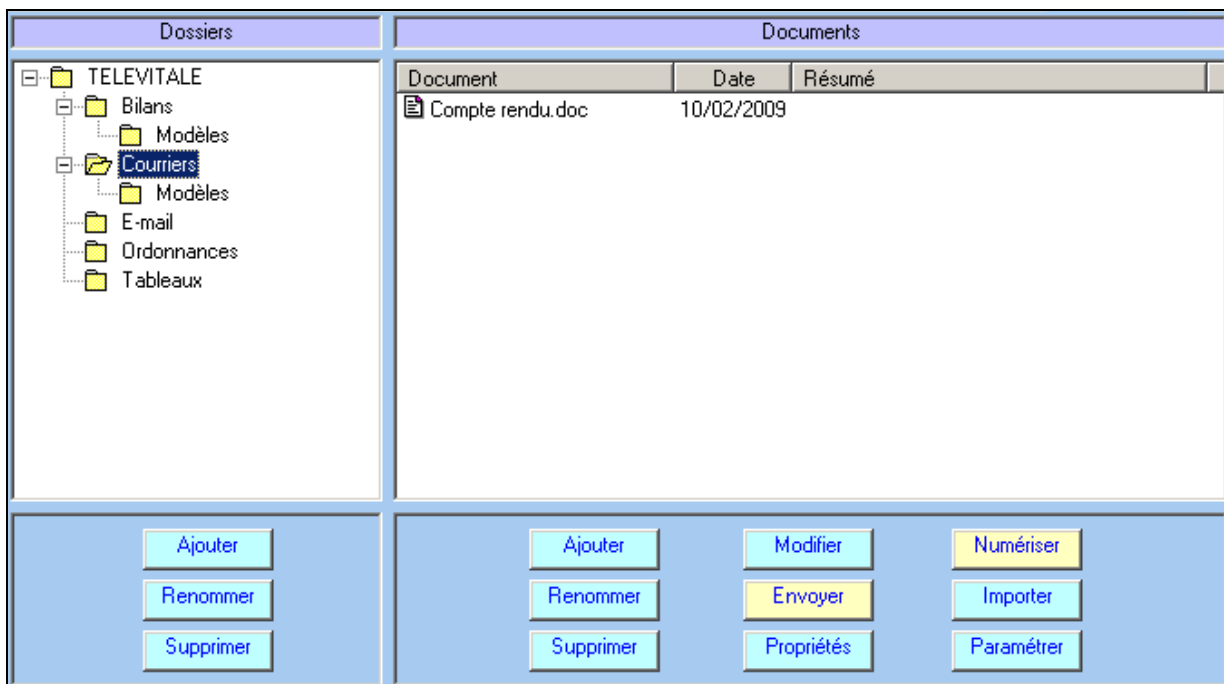 Dossiers
Documents
TELEVITALE
Bilans
Modèles
Courriers
Modèles
E-mail
Ordonnances
Tableaux
Document Date Résumé
Compte rendu.doc 10/02/2009
Ajouter
Renommer
Supprimer
Ajouter Modifier Numériser
Renommer Envoyer Importer
Supprimer Propriétés Paramétrer